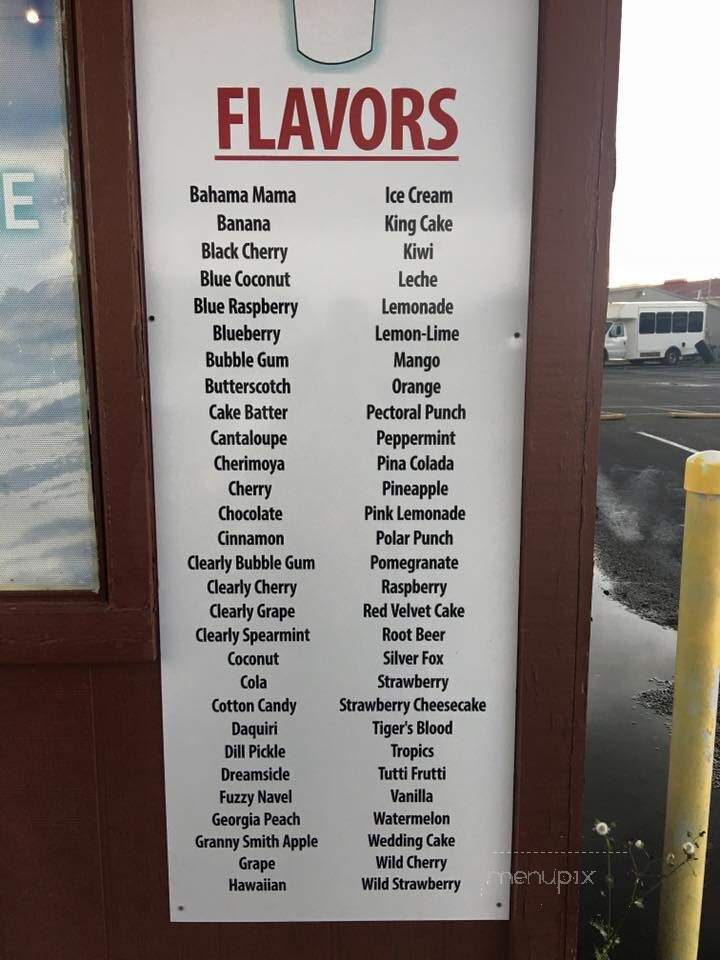 E
FLAVORS
Bahama Mama
Banana
Black Cherry
Blue Coconut
Blue Raspberry
Blueberry
Bubble Gum
Butterscotch
Cake Batter
Cantaloupe
Cherimoya
Cherry
Chocolate
Cinnamon
Clearly Bubble Gum
Clearly Cherry
Clearly Grape
Clearly Spearmint
Coconut
Cola
Cotton Candy
Daquiri
Dill Pickle
Dreamsicle
Fuzzy Navel
Georgia Peach
Granny Smith Apple
Grape
Hawaiian
Ice Cream
King Cake
Kiwi
Leche
Lemonade
Lemon-Lime
Mango
Orange
Pectoral Punch
Peppermint
Pina Colada
Pineapple
Pink Lemonade
Polar Punch
Pomegranate
Raspberry
Red Velvet Cake
Root Beer
Silver Fox
Strawberry
Strawberry Cheesecake
Tiger's Blood
Tropics
Tutti Frutti
Vanilla
Watermelon
Wedding Cake
Wild Cherry
Wild Strawberry
menupix